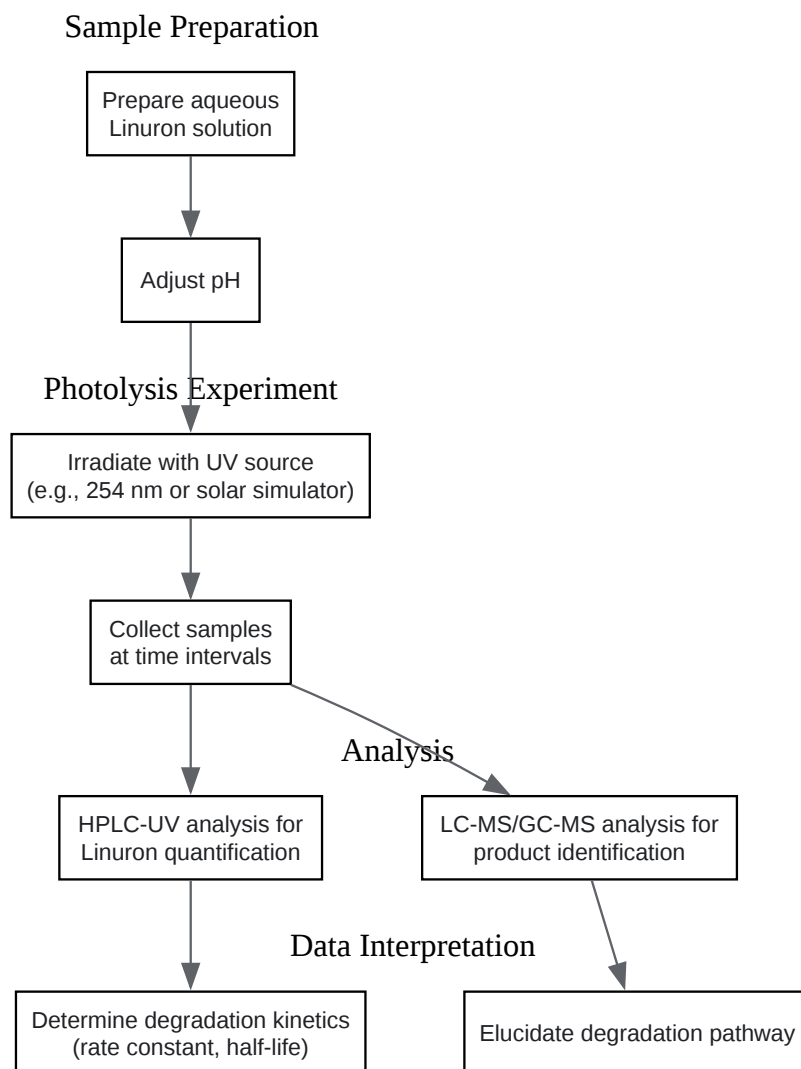 Sample Preparation
Prepare aqueous
Linuron solution
Adjust pH
Photolysis Experiment
Irradiate with UV source
(e.g., 254 nm or solar simulator)
Collect samples
at time intervals
Analysis
HPLC-UV analysis for
Linuron quantification
LC-MS/GC-MS analysis for
product identification
Data Interpretation
Determine degradation kinetics
(rate constant, half-life)
Elucidate degradation pathway